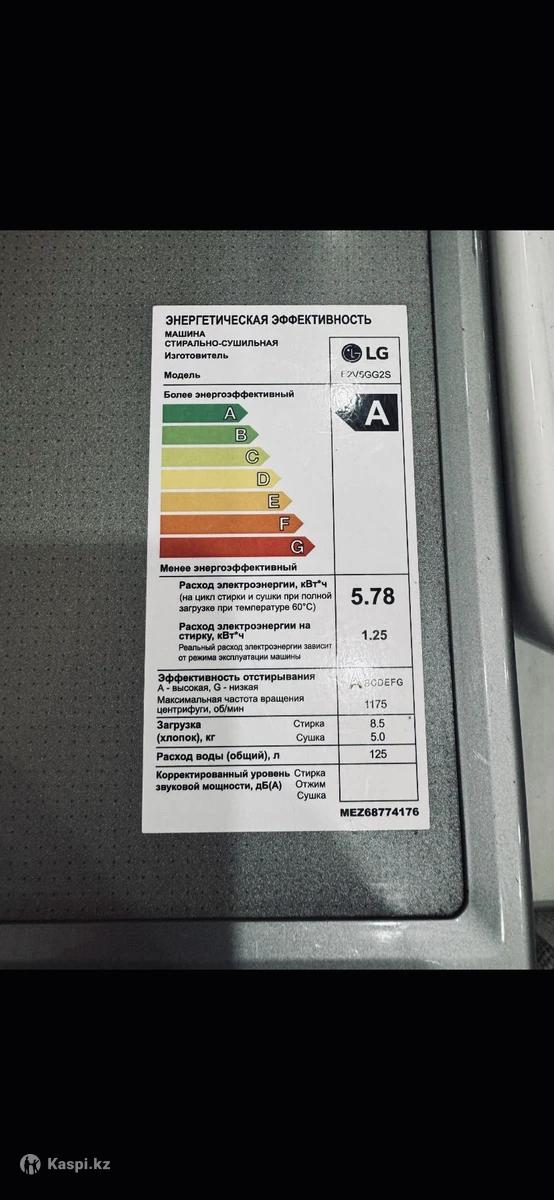 ЭНЕРГЕТИЧЕСКАЯ ЭФФЕКТИВНОСТЬ
МАШИНА
СТИРАЛЬНО-СУШИЛЬНАЯ
Изготовитель LG
Модель F2V5GG2S
Более энергоэффективный
A A
B
C
D
E
F
G
Менее энергоэффективный
Расход электроэнергии, кВт*ч
(на цикл стирки и сушки при полной
загрузке при температуре 60°C) 5.78
Расход электроэнергии на
стирку, кВт*ч 1.25
Реальный расход электроэнергии зависит
от режима эксплуатации машины
Эффективность отстирывания ABCDEFG
A - высокая, G - низкая
Максимальная частота вращения
центрифуги, об/мин 1175
Загрузка Стирка 8.5
(хлопок), кг Сушка 5.0
Расход воды (общий), л 125
Корректированный уровень Стирка
звуковой мощности, дБ(А) Отжим
Сушка
MEZ68774176
Kaspi.kz